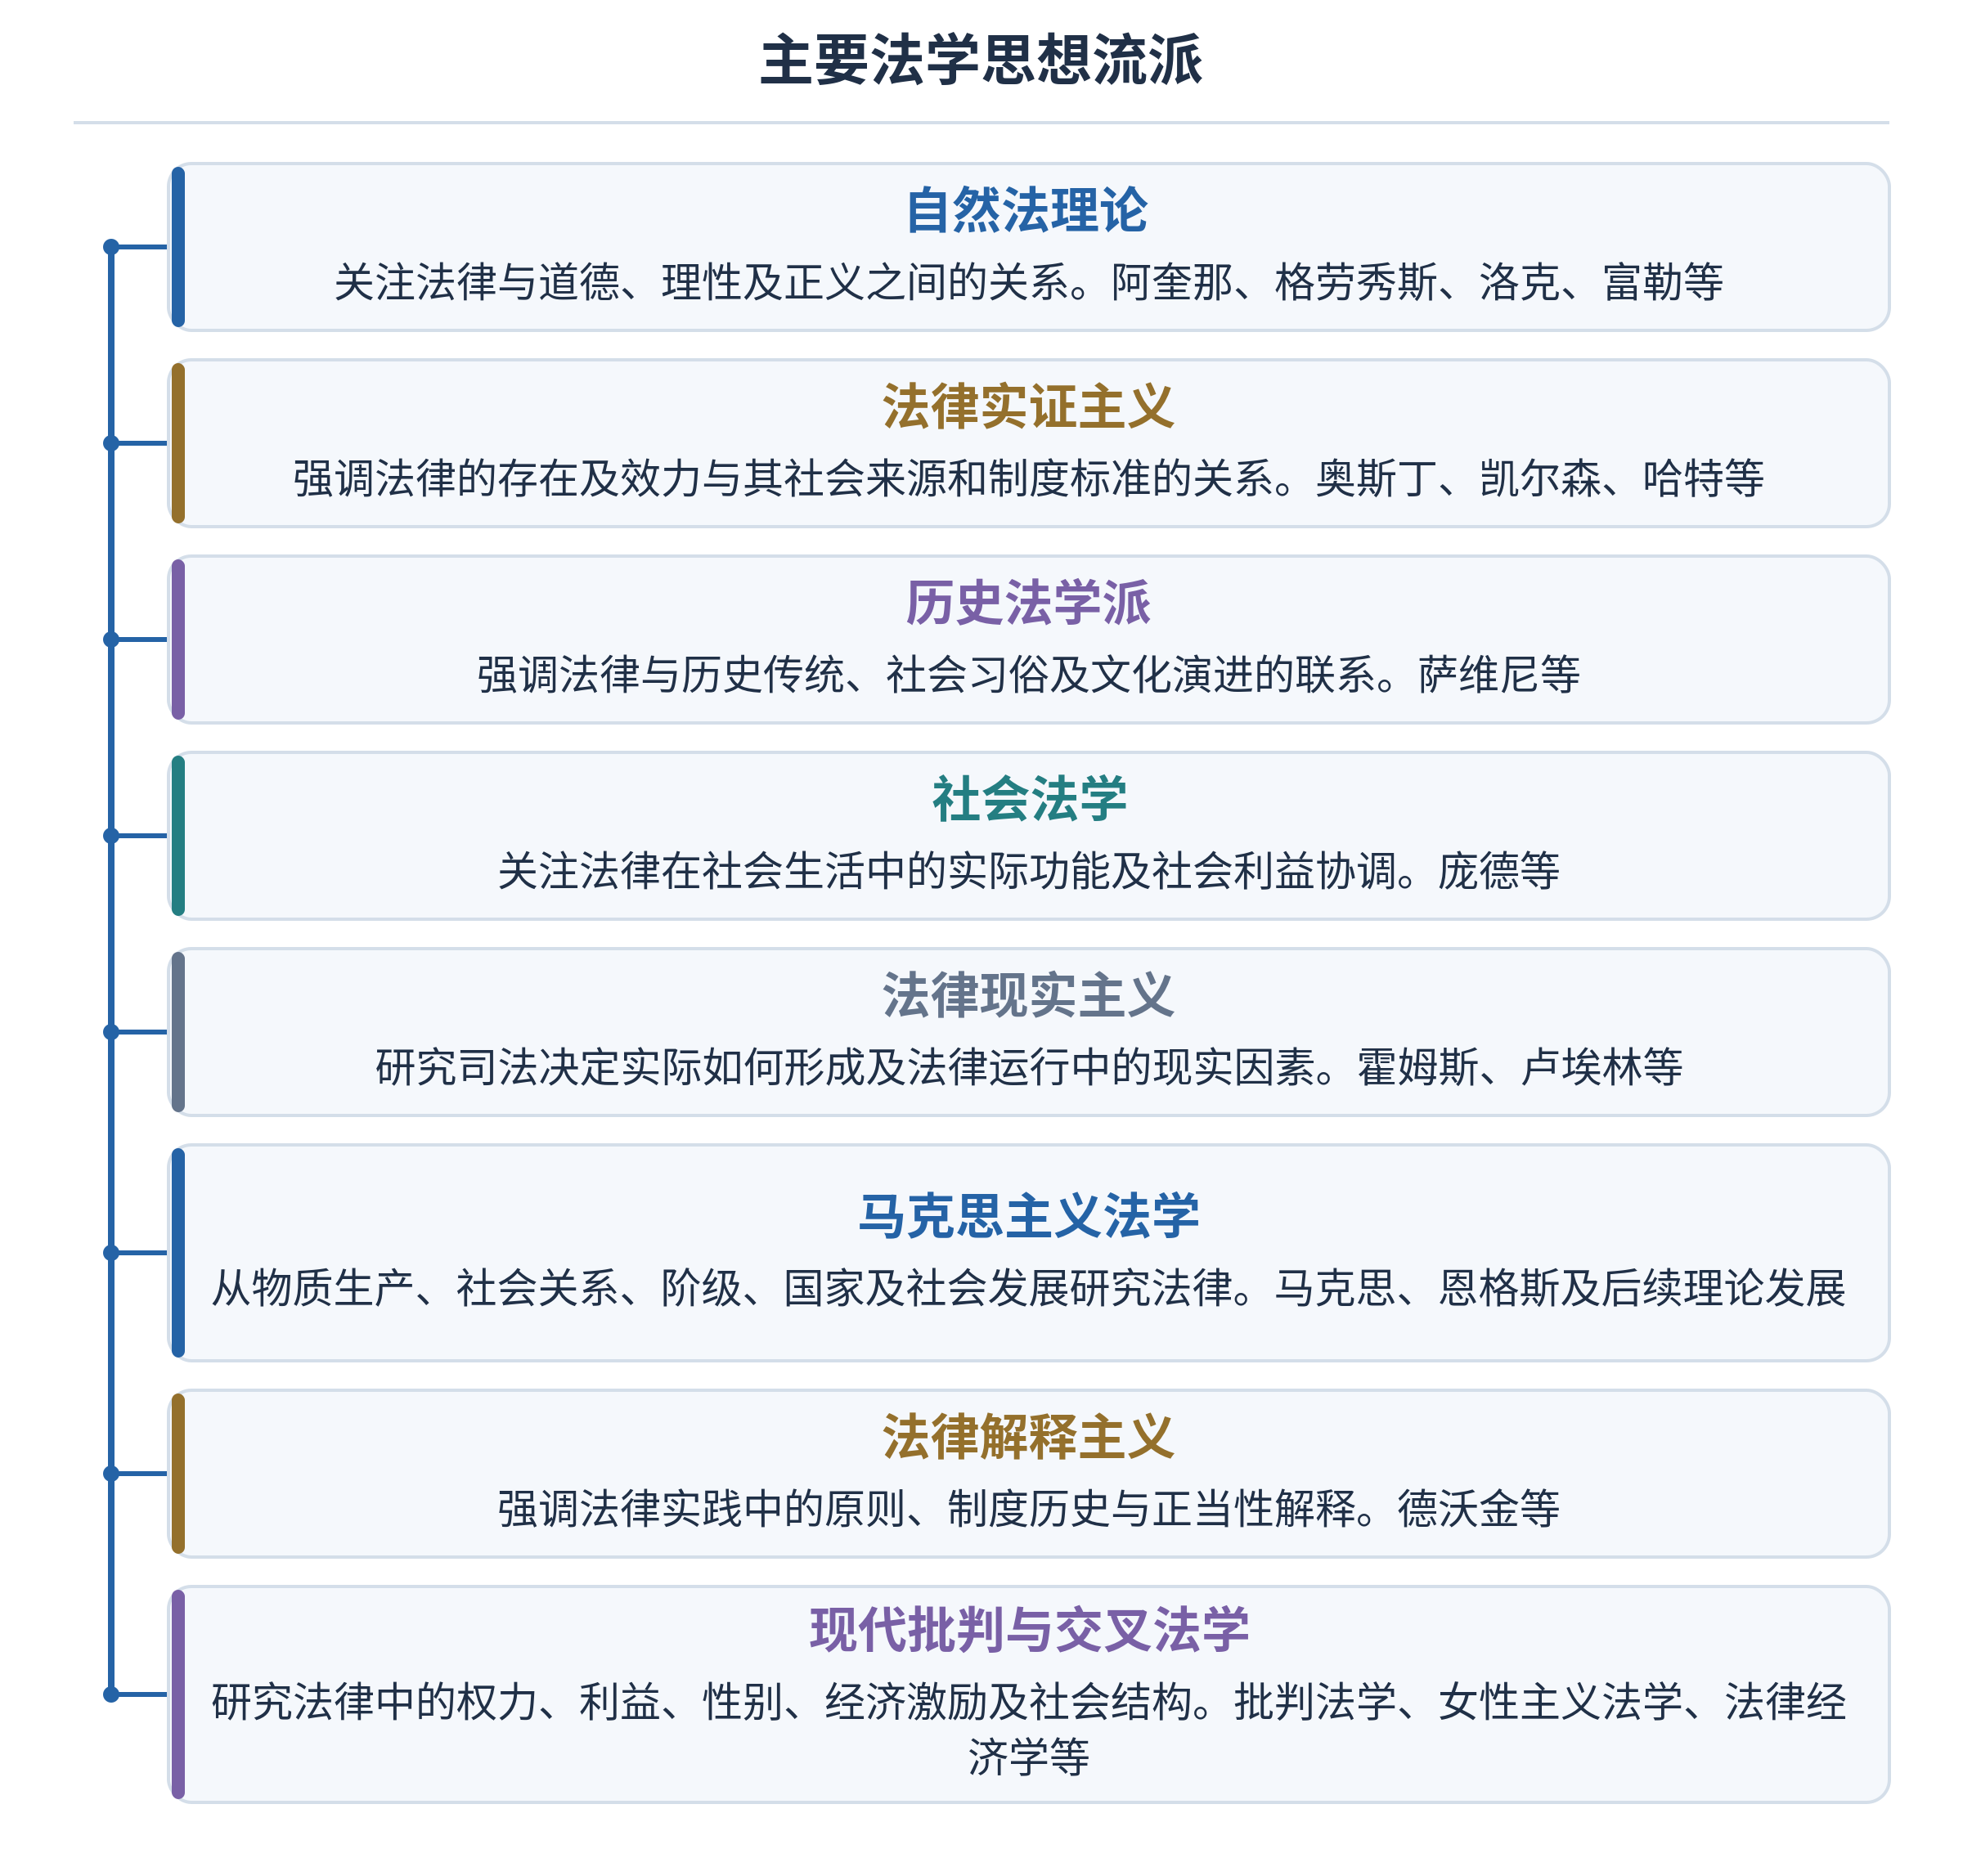 主要法学思想流派
自然法理论
关注法律与道德、理性及正义之间的关系。阿奎那、格劳秀斯、洛克、富勒等
法律实证主义
强调法律的存在及效力与其社会来源和制度标准的关系。奥斯丁、凯尔森、哈特等
历史法学派
强调法律与历史传统、社会习俗及文化演进的联系。萨维尼等
社会法学
关注法律在社会生活中的实际功能及社会利益协调。庞德等
法律现实主义
研究司法决定实际如何形成及法律运行中的现实因素。霍姆斯、卢埃林等
马克思主义法学
从物质生产、社会关系、阶级、国家及社会发展研究法律。马克思、恩格斯及后续理论发展
法律解释主义
强调法律实践中的原则、制度历史与正当性解释。德沃金等
现代批判与交叉法学
研究法律中的权力、利益、性别、经济激励及社会结构。批判法学、女性主义法学、法律经
济学等